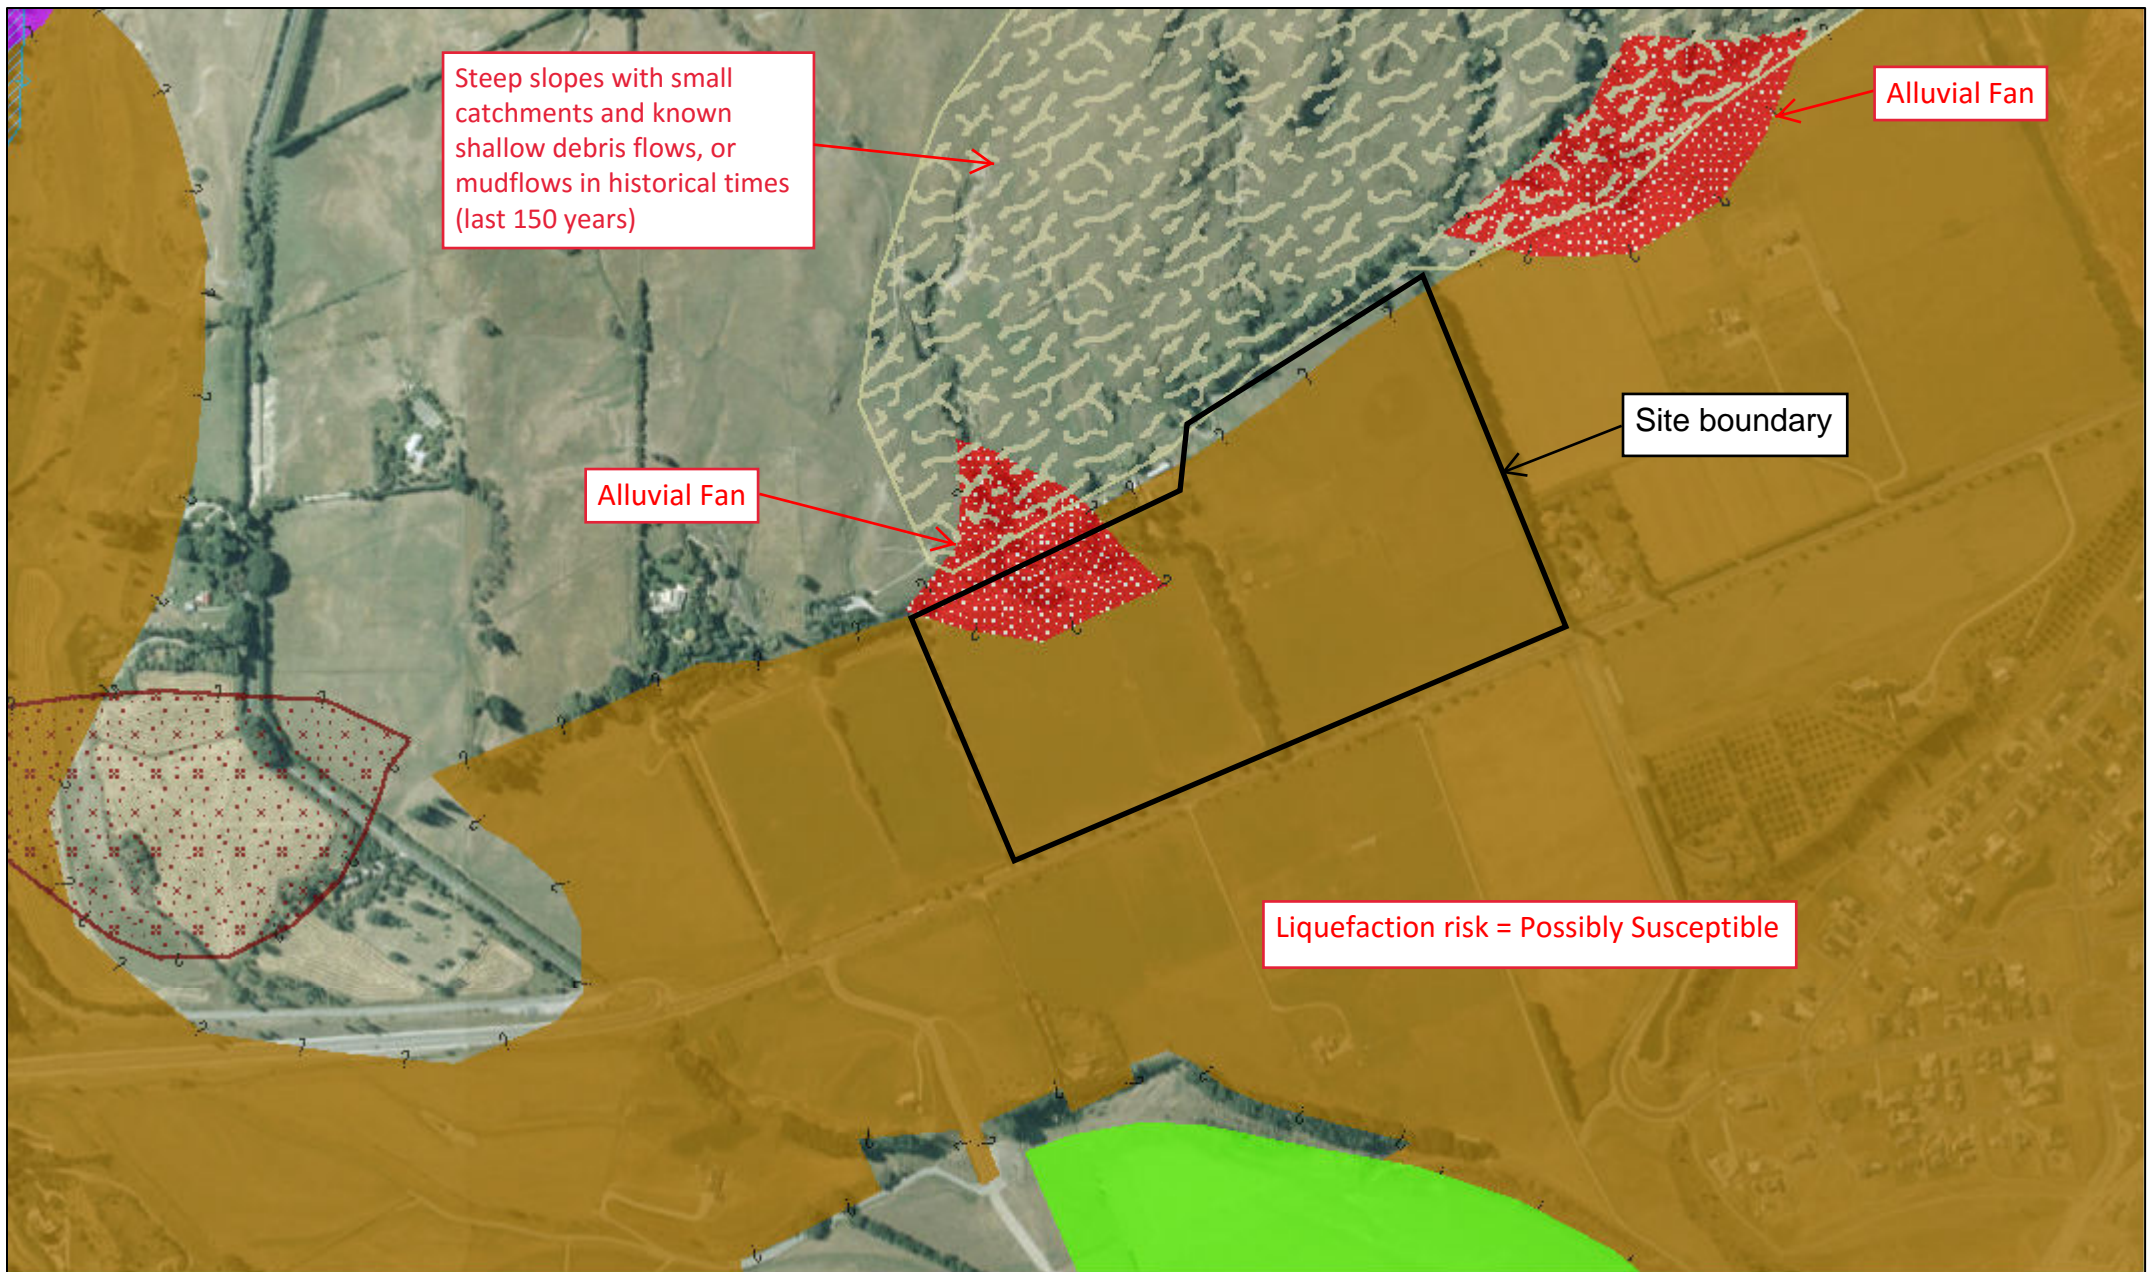 Steep slopes with small
catchments and known
shallow debris flows, or
mudflows in historical times
(last 150 years)
Alluvial Fan
Site boundary
Alluvial Fan
Liquefaction risk = Possibly Susceptible